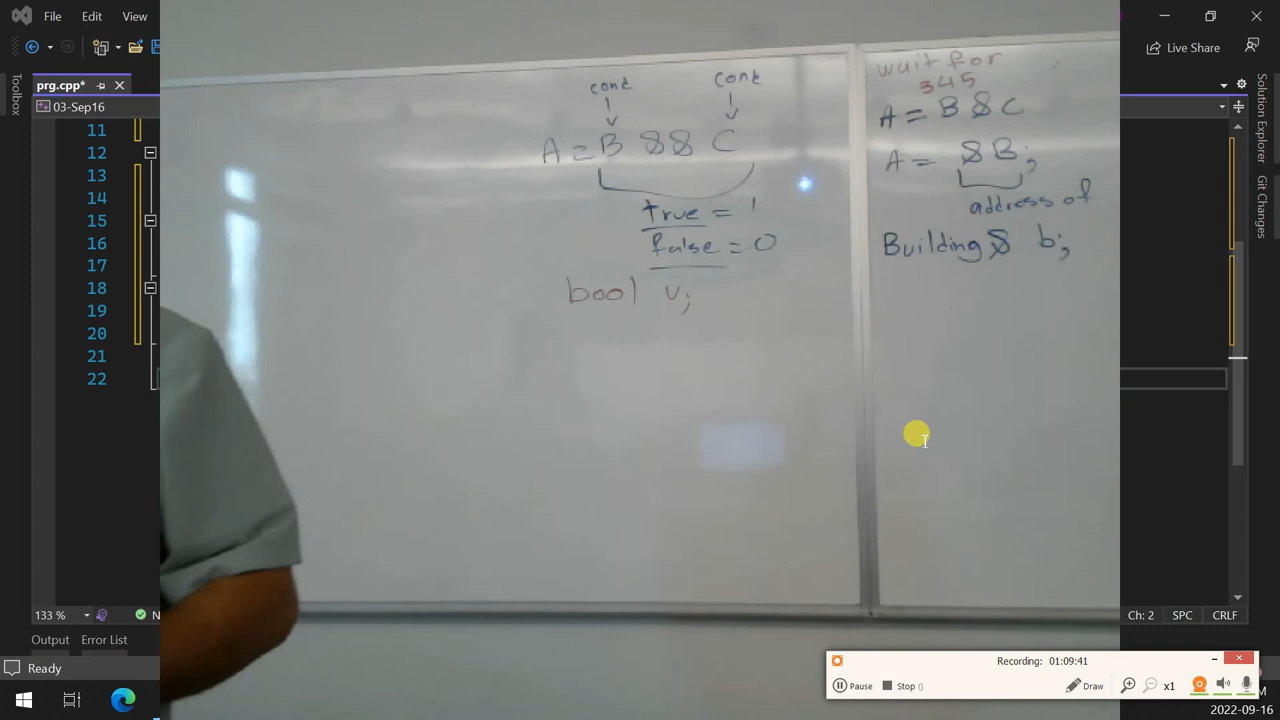 File Edit View
Live Share
prg.cpp*
03-Sep16
Toolbox
11
12
13
14
15
16
17
18
19
20
21
22
cond cond
A = B && C
true = 1
false = 0
bool v;
wait for
345
A = B & C
A = &B;
address of
Building& b;
Solution Explorer
Git Changes
133 %
N
Ch: 2 SPC CRLF
Output Error List
Ready
Recording: 01:09:41
Pause Stop () Draw x1
M
2022-09-16